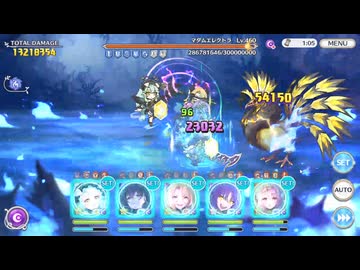 TOTAL DAMAGE
13218354
マダムエレクトラ Lv.460
286781646/300000000
1:05
MENU
54150
96
23032
SET
SET
SET
SET
SET
SET
AUTO